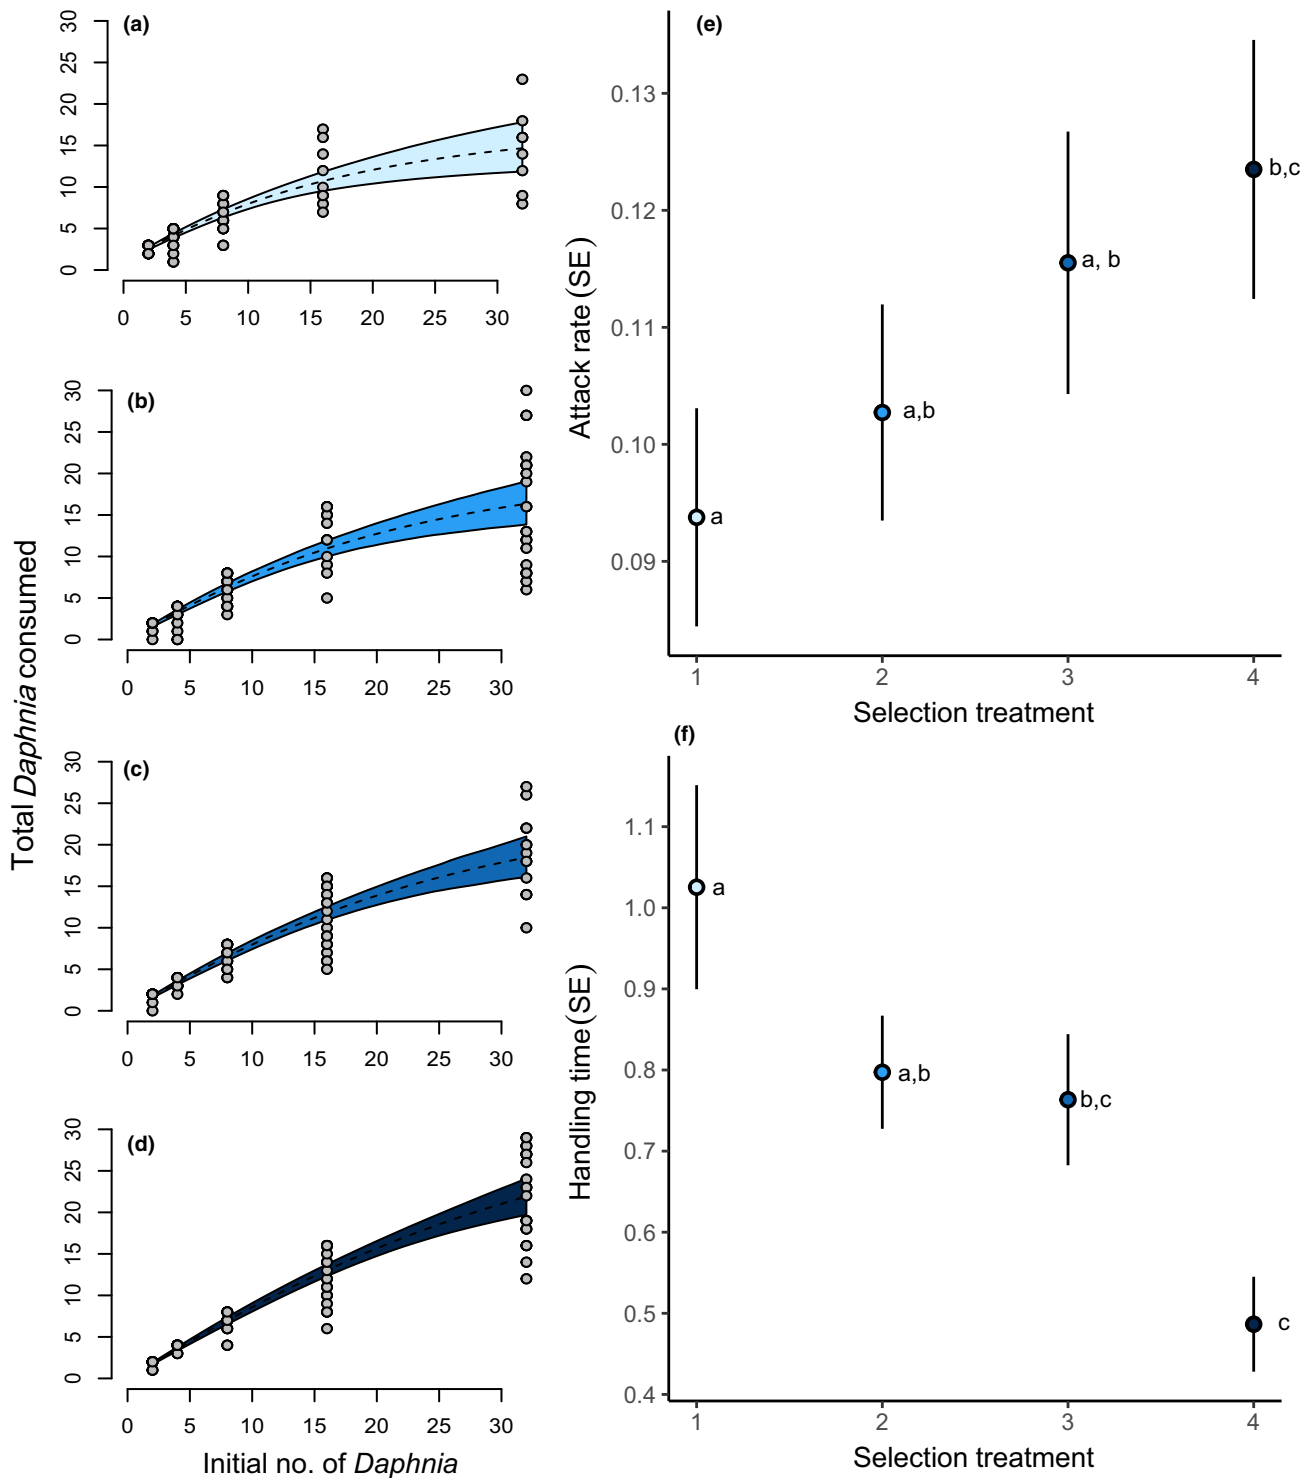 (a)
30
25
20
15
10
5
0
0 5 10 15 20 25 30
(b)
30
25
20
15
10
5
0
0 5 10 15 20 25 30
(c)
30
25
20
15
10
5
0
0 5 10 15 20 25 30
(d)
30
25
20
15
10
5
0
0 5 10 15 20 25 30
Total Daphnia consumed
Initial no. of Daphnia
(e)
0.13
0.12
0.11
0.10
0.09
Attack rate (SE)
a
a,b
a, b
b,c
1 2 3 4
Selection treatment
(f)
1.1
1.0
0.9
0.8
0.7
0.6
0.5
0.4
Handling time (SE)
a
a,b
b,c
c
1 2 3 4
Selection treatment